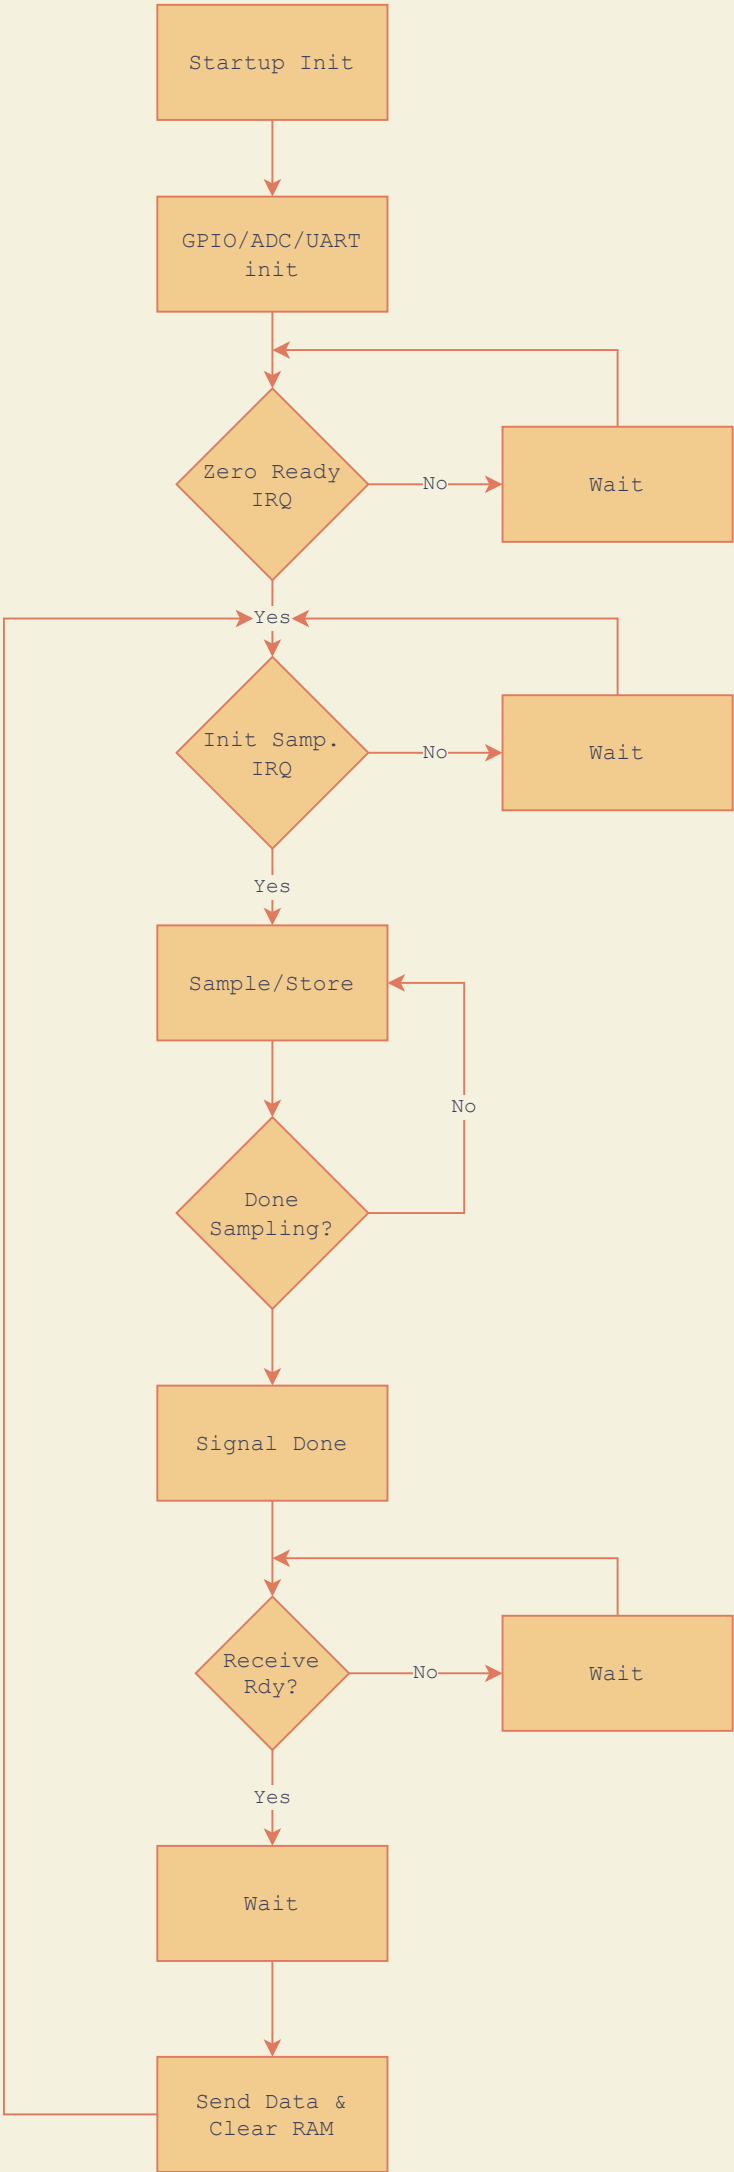 Startup Init
GPIO/ADC/UART
init
Zero Ready
IRQ
No
Wait
Yes
Init Samp.
IRQ
No
Wait
Yes
Sample/Store
No
Done
Sampling?
Signal Done
Receive
Rdy?
No
Wait
Yes
Wait
Send Data &
Clear RAM